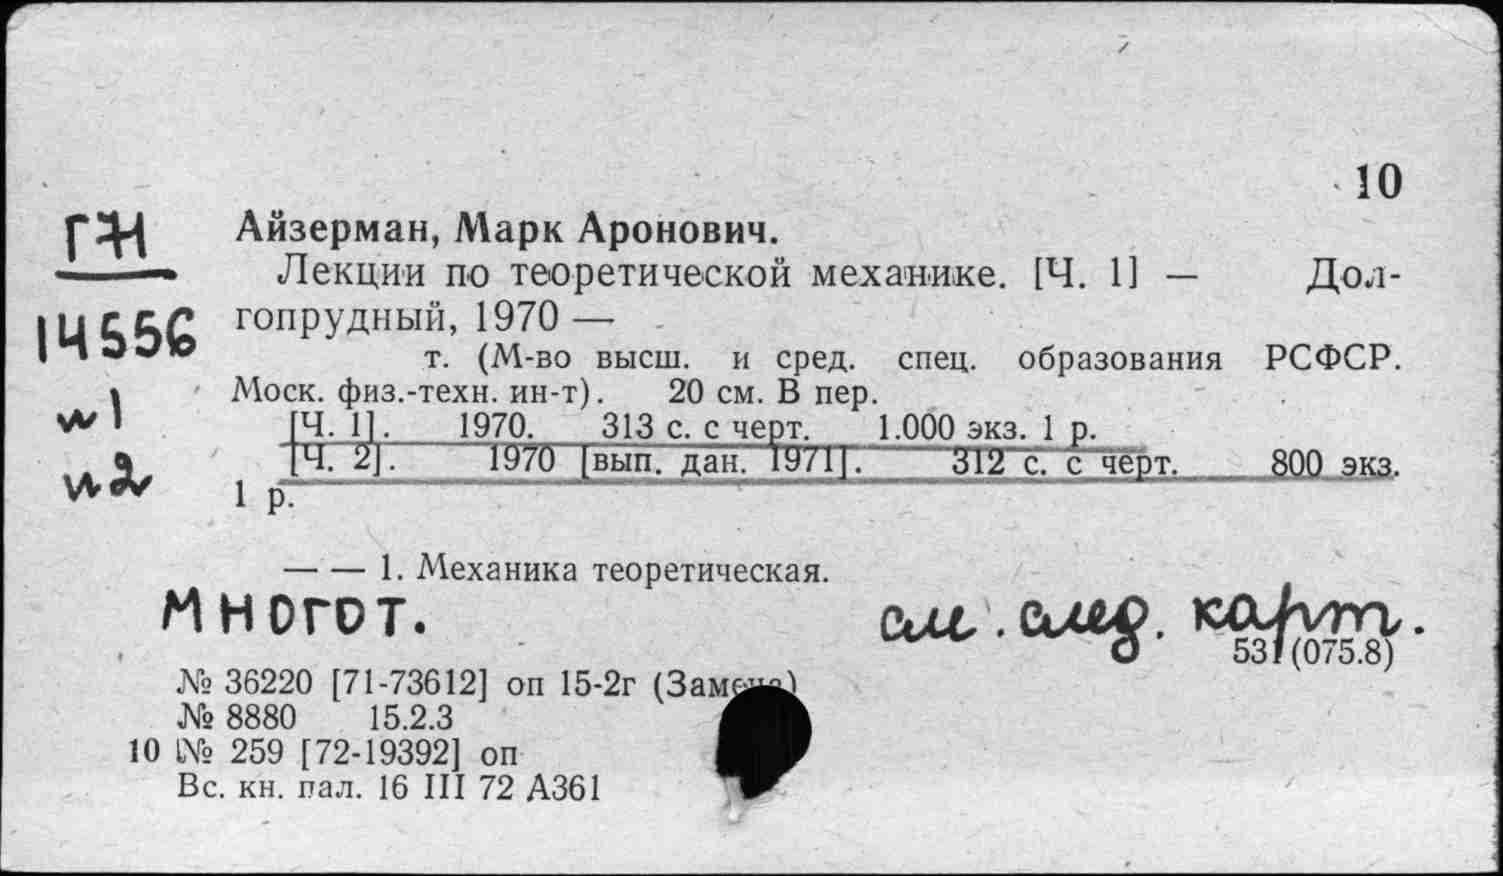 10
ГН
14556
w1
w2
Айзерман, Марк Аронович.
Лекции по теоретической механике. [Ч. 1] — Дол-
гопрудный, 1970 —
т. (М-во высш. и сред. спец. образования РСФСР.
Моск. физ.-техн. ин-т). 20 см. В пер.
[Ч. 1]. 1970. 313 с. с черт. 1.000 экз. 1 р.
[Ч. 2]. 1970 [вып. дан. 1971]. 312 с. с черт. 800 экз.
1 р.
— — 1. Механика теоретическая.
многот. см. след. карт.
531 (075.8)
№ 36220 [71-73612] оп 15-2г (Замена)
№ 8880 15.2.3
10 № 259 [72-19392] оп
Вс. кн. пал. 16 III 72 А361